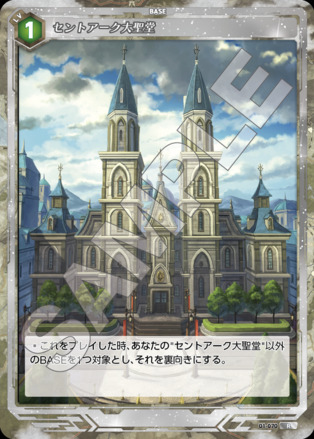 BASE
LV
1
セントアーク大聖堂
SAMPLE
・これをプレイした時、あなたの"セントアーク大聖堂"以外
のBASEを1つ対象とし、それを裏向きにする。
01-070